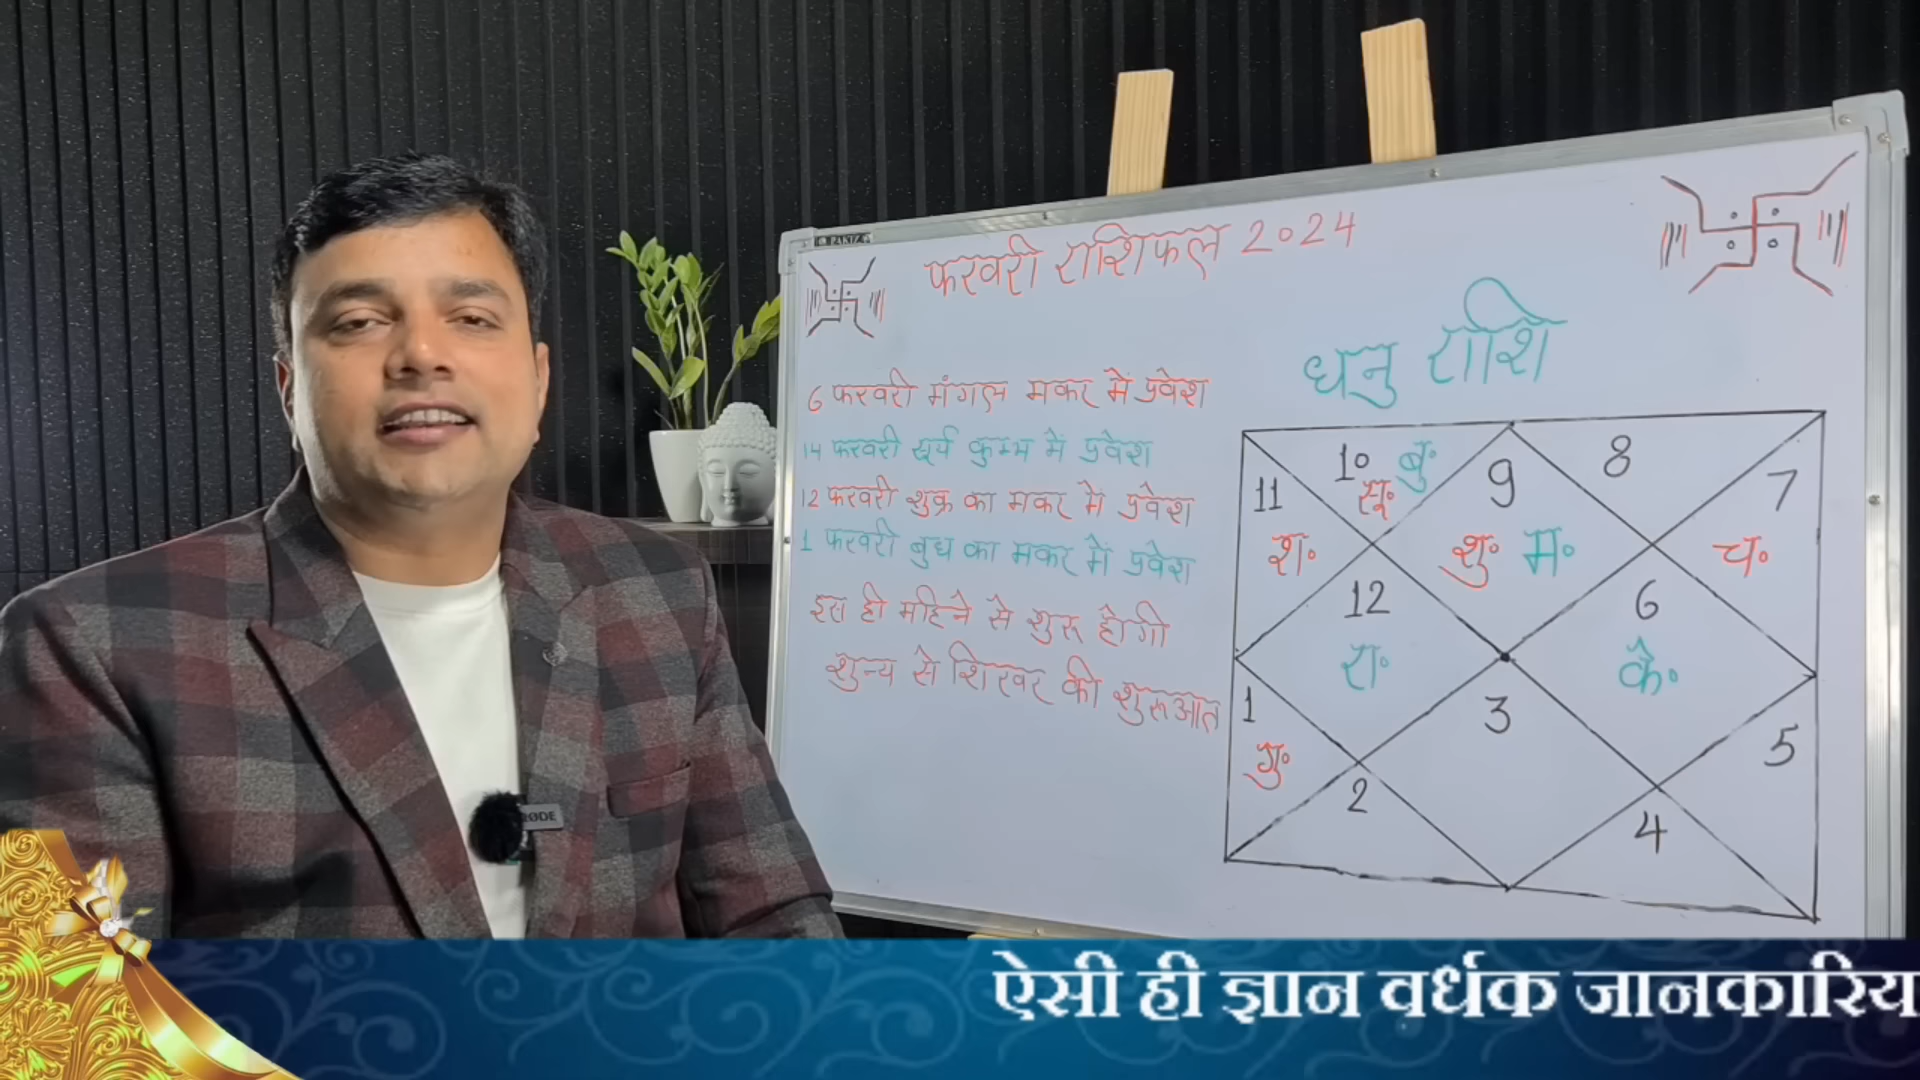 फरवरी राशिफल 2024
धनु राशि
6 फरवरी मंगल मकर में प्रवेश
14 फरवरी सूर्य कुम्भ में प्रवेश
12 फरवरी शुक्र का मकर में प्रवेश
1 फरवरी बुध का मकर में प्रवेश
इस ही महिने से शुरू होगी
शुन्य से शिखर की शुरूआत
10 बु॰ 9 8
11 सू॰ 7
श॰ शु॰ म॰ च॰
12 6
रा॰ के॰
1 3 5
गु॰
2 4
RØDE
ऐसी ही ज्ञान वर्धक जानकारिय